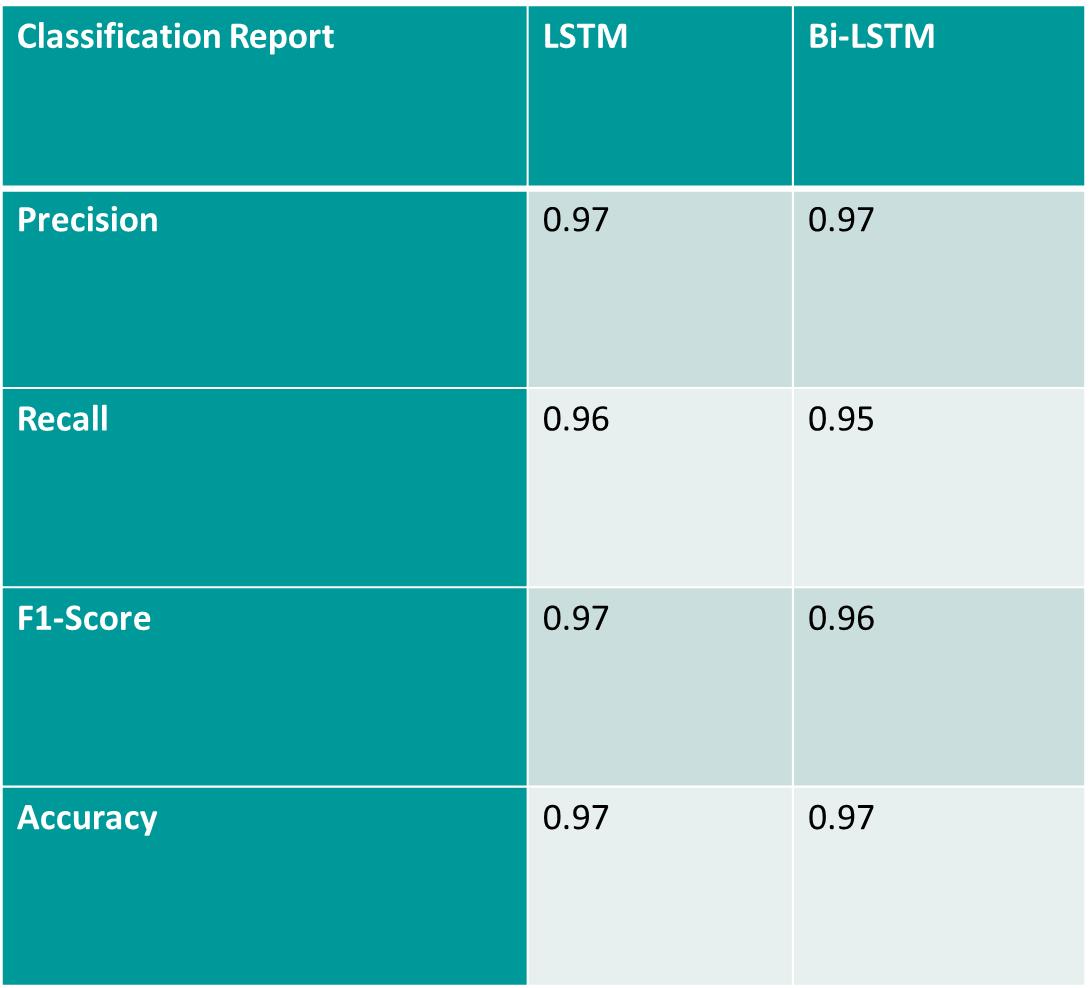 Classification Report LSTM Bi-LSTM
Precision 0.97 0.97
Recall 0.96 0.95
F1-Score 0.97 0.96
Accuracy 0.97 0.97